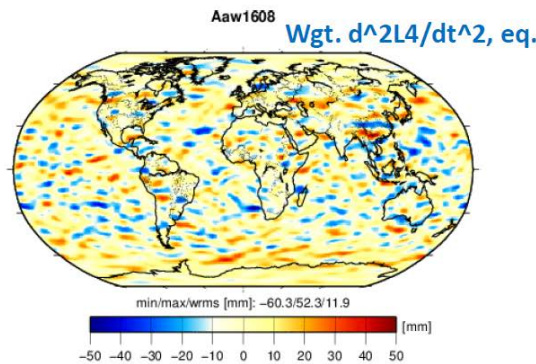 Aaw1608
Wgt. d^2L4/dt^2, eq.
min/max/wrms [mm]: −60.3/52.3/11.9
[mm]
−50 −40 −30 −20 −10 0 10 20 30 40 50